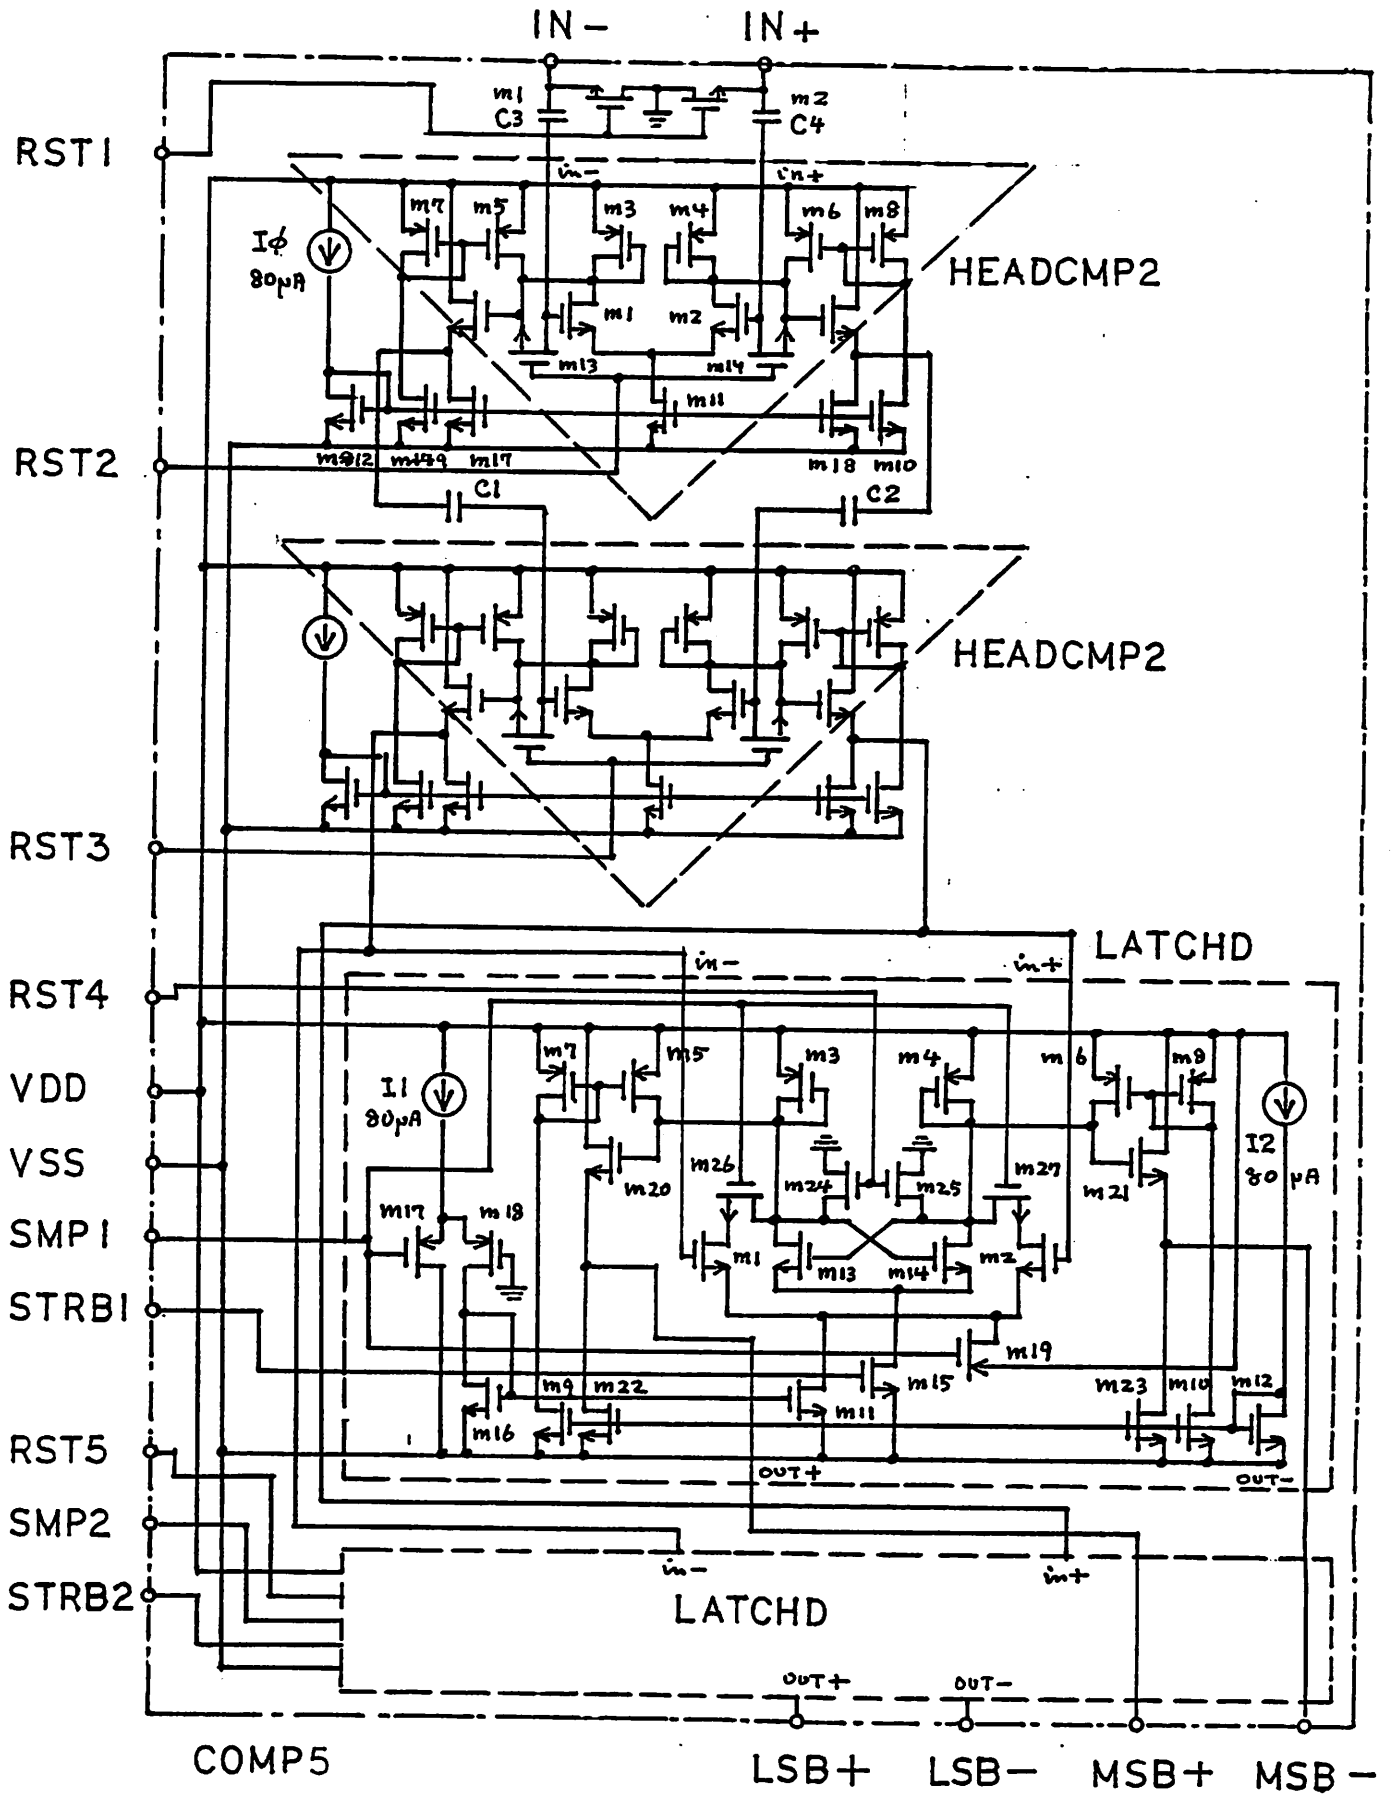 IN- IN+
m1 m2
C3 C4
RST1
in- in+
m7 m5 m3 m4 m6 m8
IΦ
80μA
HEADCMP2
m1 m2
m13 m14
m11
m17 m18 m10
RST2
C1 C2
HEADCMP2
RST3
LATCHD
in- in+
RST4
m7 m5 m3 m4 m6 m8
VDD
I1
80μA
I2
80 μA
VSS
m26 m24 m25 m27
m20 m21
SMP1
m17 m18
m1 m13 m14 m2
STRB1
m19
m15
m9 m22 m11 m23 m10 m12
m16
RST5
OUT+ OUT-
SMP2
in- in+
STRB2
LATCHD
OUT+ OUT-
COMP5
LSB+ LSB- MSB+ MSB-